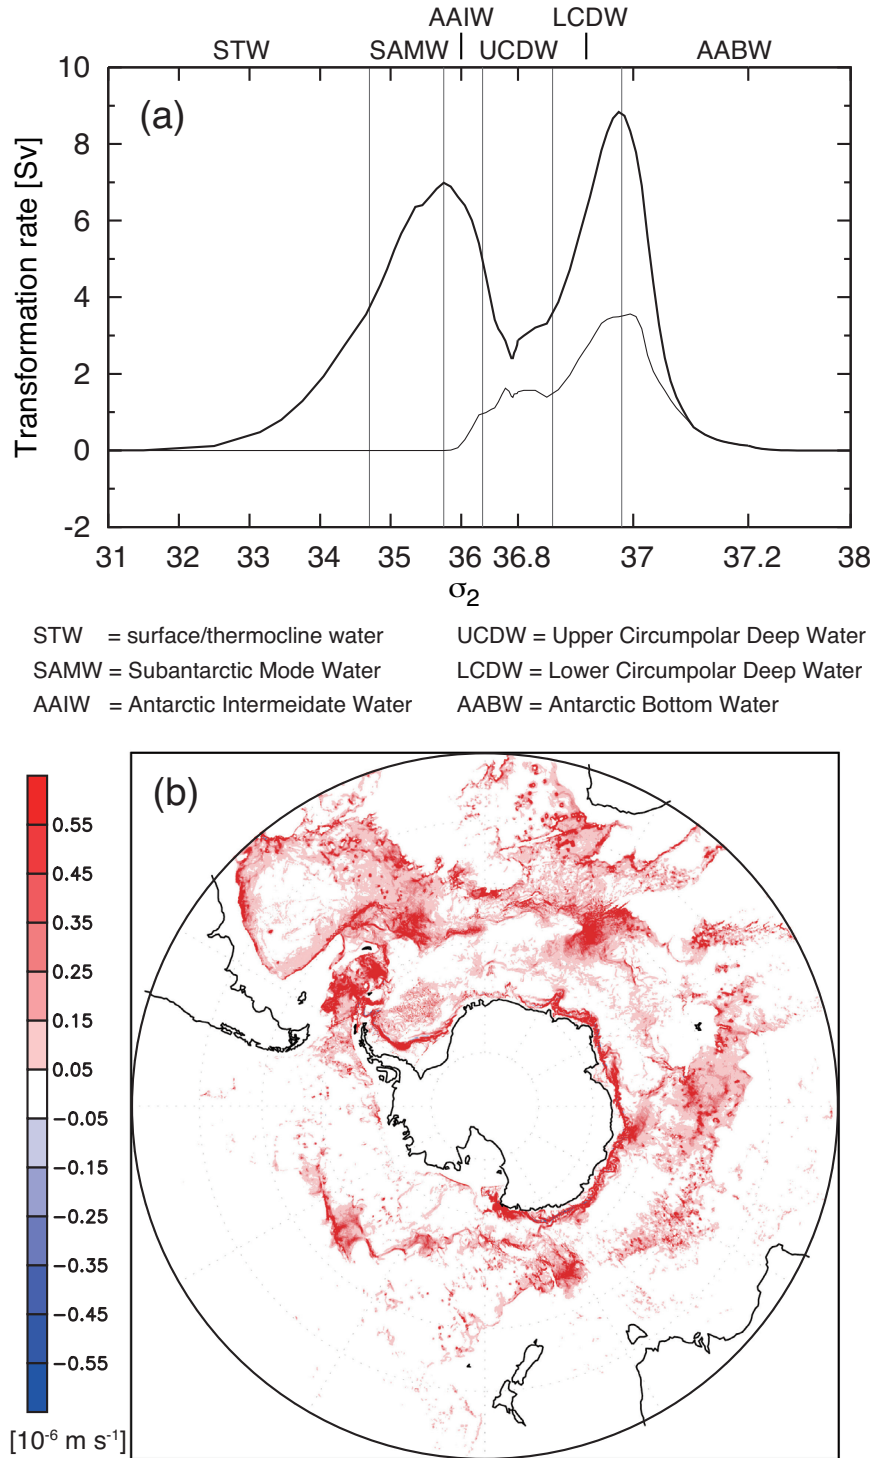 AAIW LCDW
STW SAMW UCDW AABW
10
8
6
4
2
0
-2
Transformation rate [Sv]
(a)
31 32 33 34 35 36 36.8 37 37.2 38
σ2
STW = surface/thermocline water
SAMW = Subantarctic Mode Water
AAIW = Antarctic Intermeidate Water
UCDW = Upper Circumpolar Deep Water
LCDW = Lower Circumpolar Deep Water
AABW = Antarctic Bottom Water
(b)
0.55
0.45
0.35
0.25
0.15
0.05
−0.05
−0.15
−0.25
−0.35
−0.45
−0.55
[10-6 m s-1]